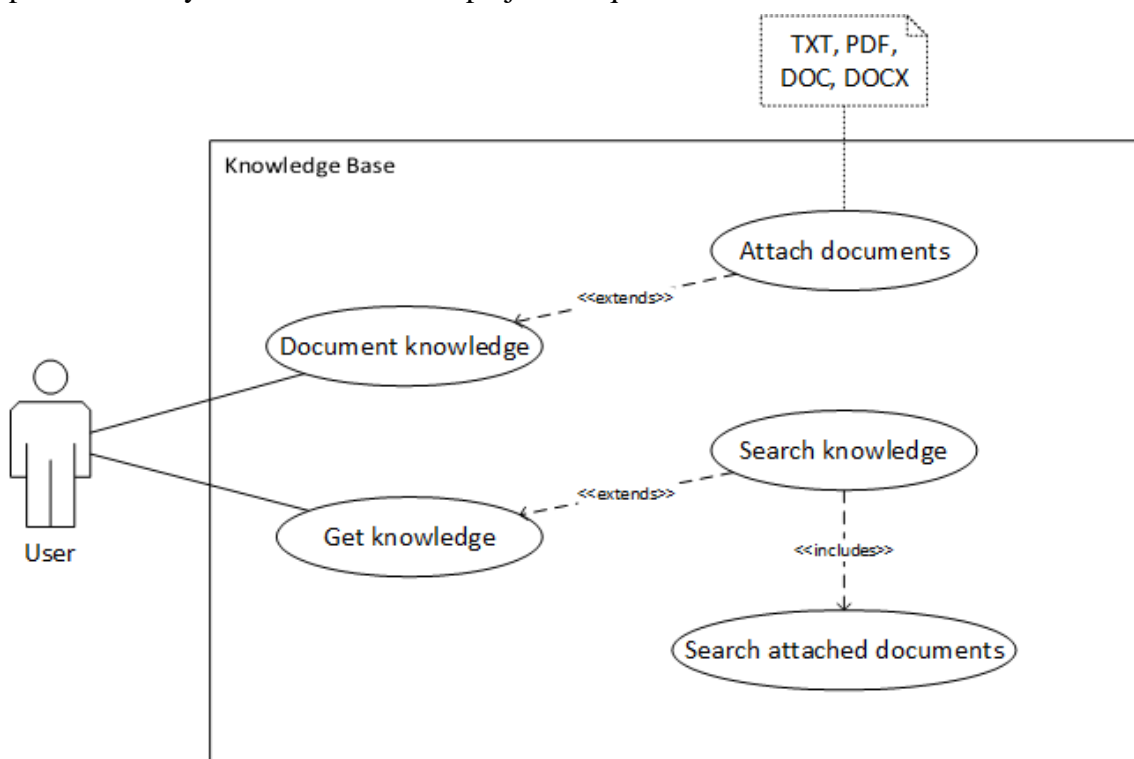 TXT, PDF,
DOC, DOCX
Knowledge Base
Attach documents
<<extends>>
Document knowledge
Search knowledge
<<extends>>
Get knowledge
User
<<includes>>
Search attached documents